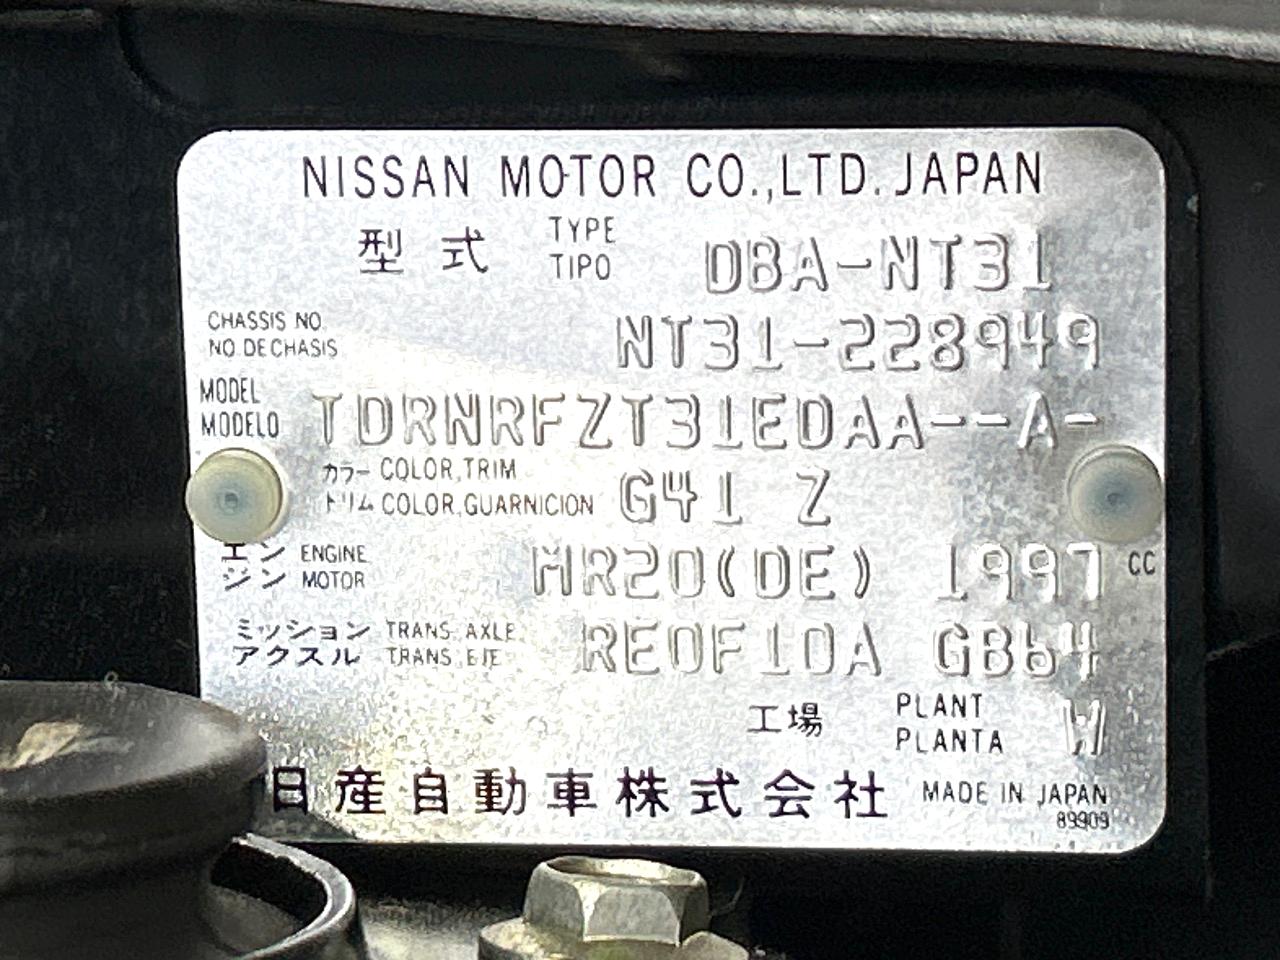 NISSAN MOTOR CO.,LTD. JAPAN
型式 TYPE TIPO DBA-NT31
CHASSIS NO. NO. DE CHASIS NT31-228949
MODEL MODELO TDRNRFZT31EDAA--A-
カラー COLOR,TRIM
トリム COLOR,GUARNICION G41 Z
エンジン ENGINE MOTOR MR20(DE) 1997 CC
ミッション TRANS. AXLE
アクスル TRANS. EJE RE0F10A GB64
工場 PLANT PLANTA W
日産自動車株式会社 MADE IN JAPAN
89909